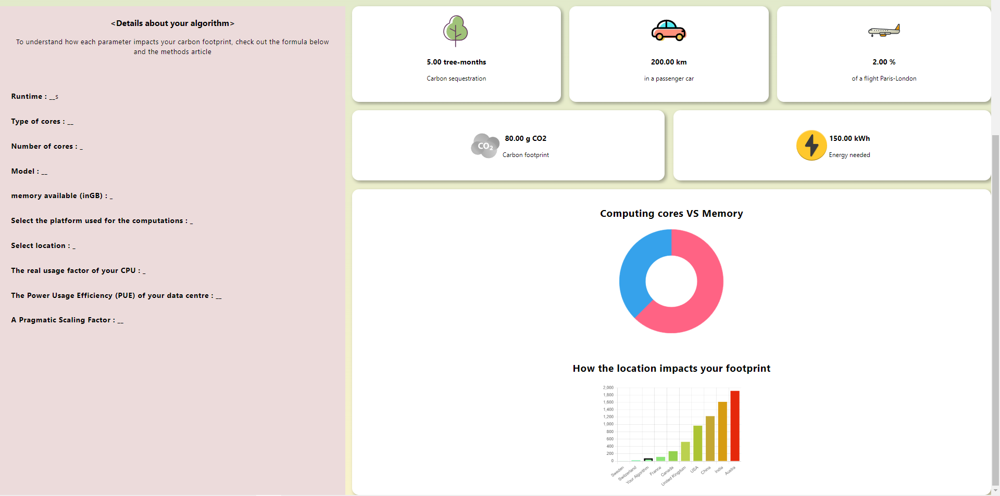 <Details about your algorithm>
To understand how each parameter impacts your carbon footprint, check out the formula below
and the methods article
Runtime : __s
Type of cores : __
Number of cores : _
Model : __
memory available (inGB) : _
Select the platform used for the computations : _
Select location : _
The real usage factor of your CPU : _
The Power Usage Efficiency (PUE) of your data centre : __
A Pragmatic Scaling Factor : __
5.00 tree-months
Carbon sequestration
200.00 km
in a passenger car
2.00 %
of a flight Paris-London
CO2
80.00 g CO2
Carbon footprint
150.00 kWh
Energy needed
Computing cores VS Memory
How the location impacts your footprint
2,000
1,800
1,600
1,400
1,200
1,000
800
600
400
200
0
Sweden
Switzerland
Your Algorithm
France
Canada
United Kingdom
USA
China
India
Austra